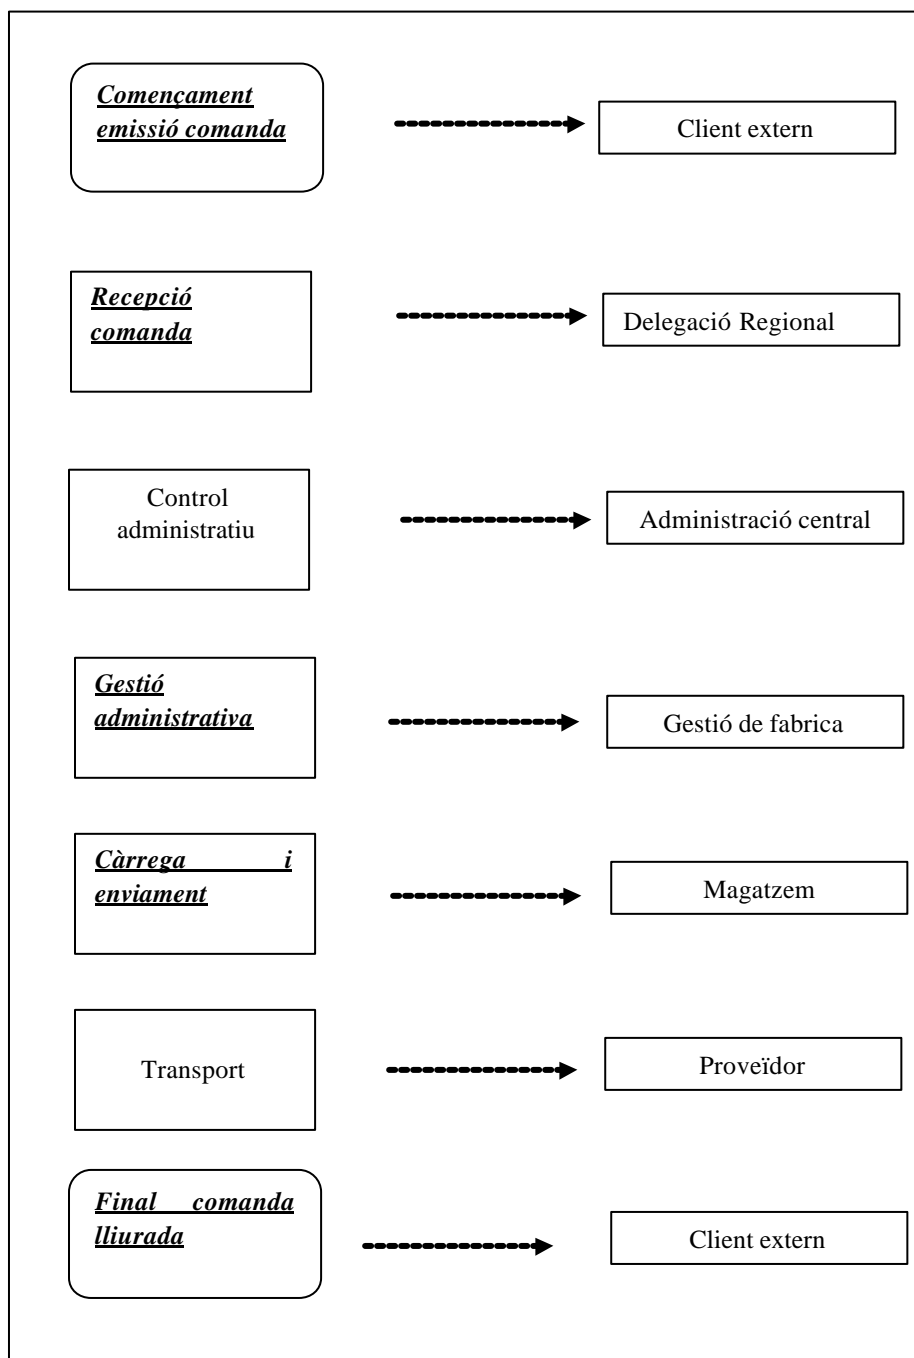 Començament
emissió comanda
Client extern
Recepció
comanda
Delegació Regional
Control
administratiu
Administració central
Gestió
administrativa
Gestió de fabrica
Càrrega i
enviament
Magatzem
Transport
Proveïdor
Final comanda
lliurada
Client extern